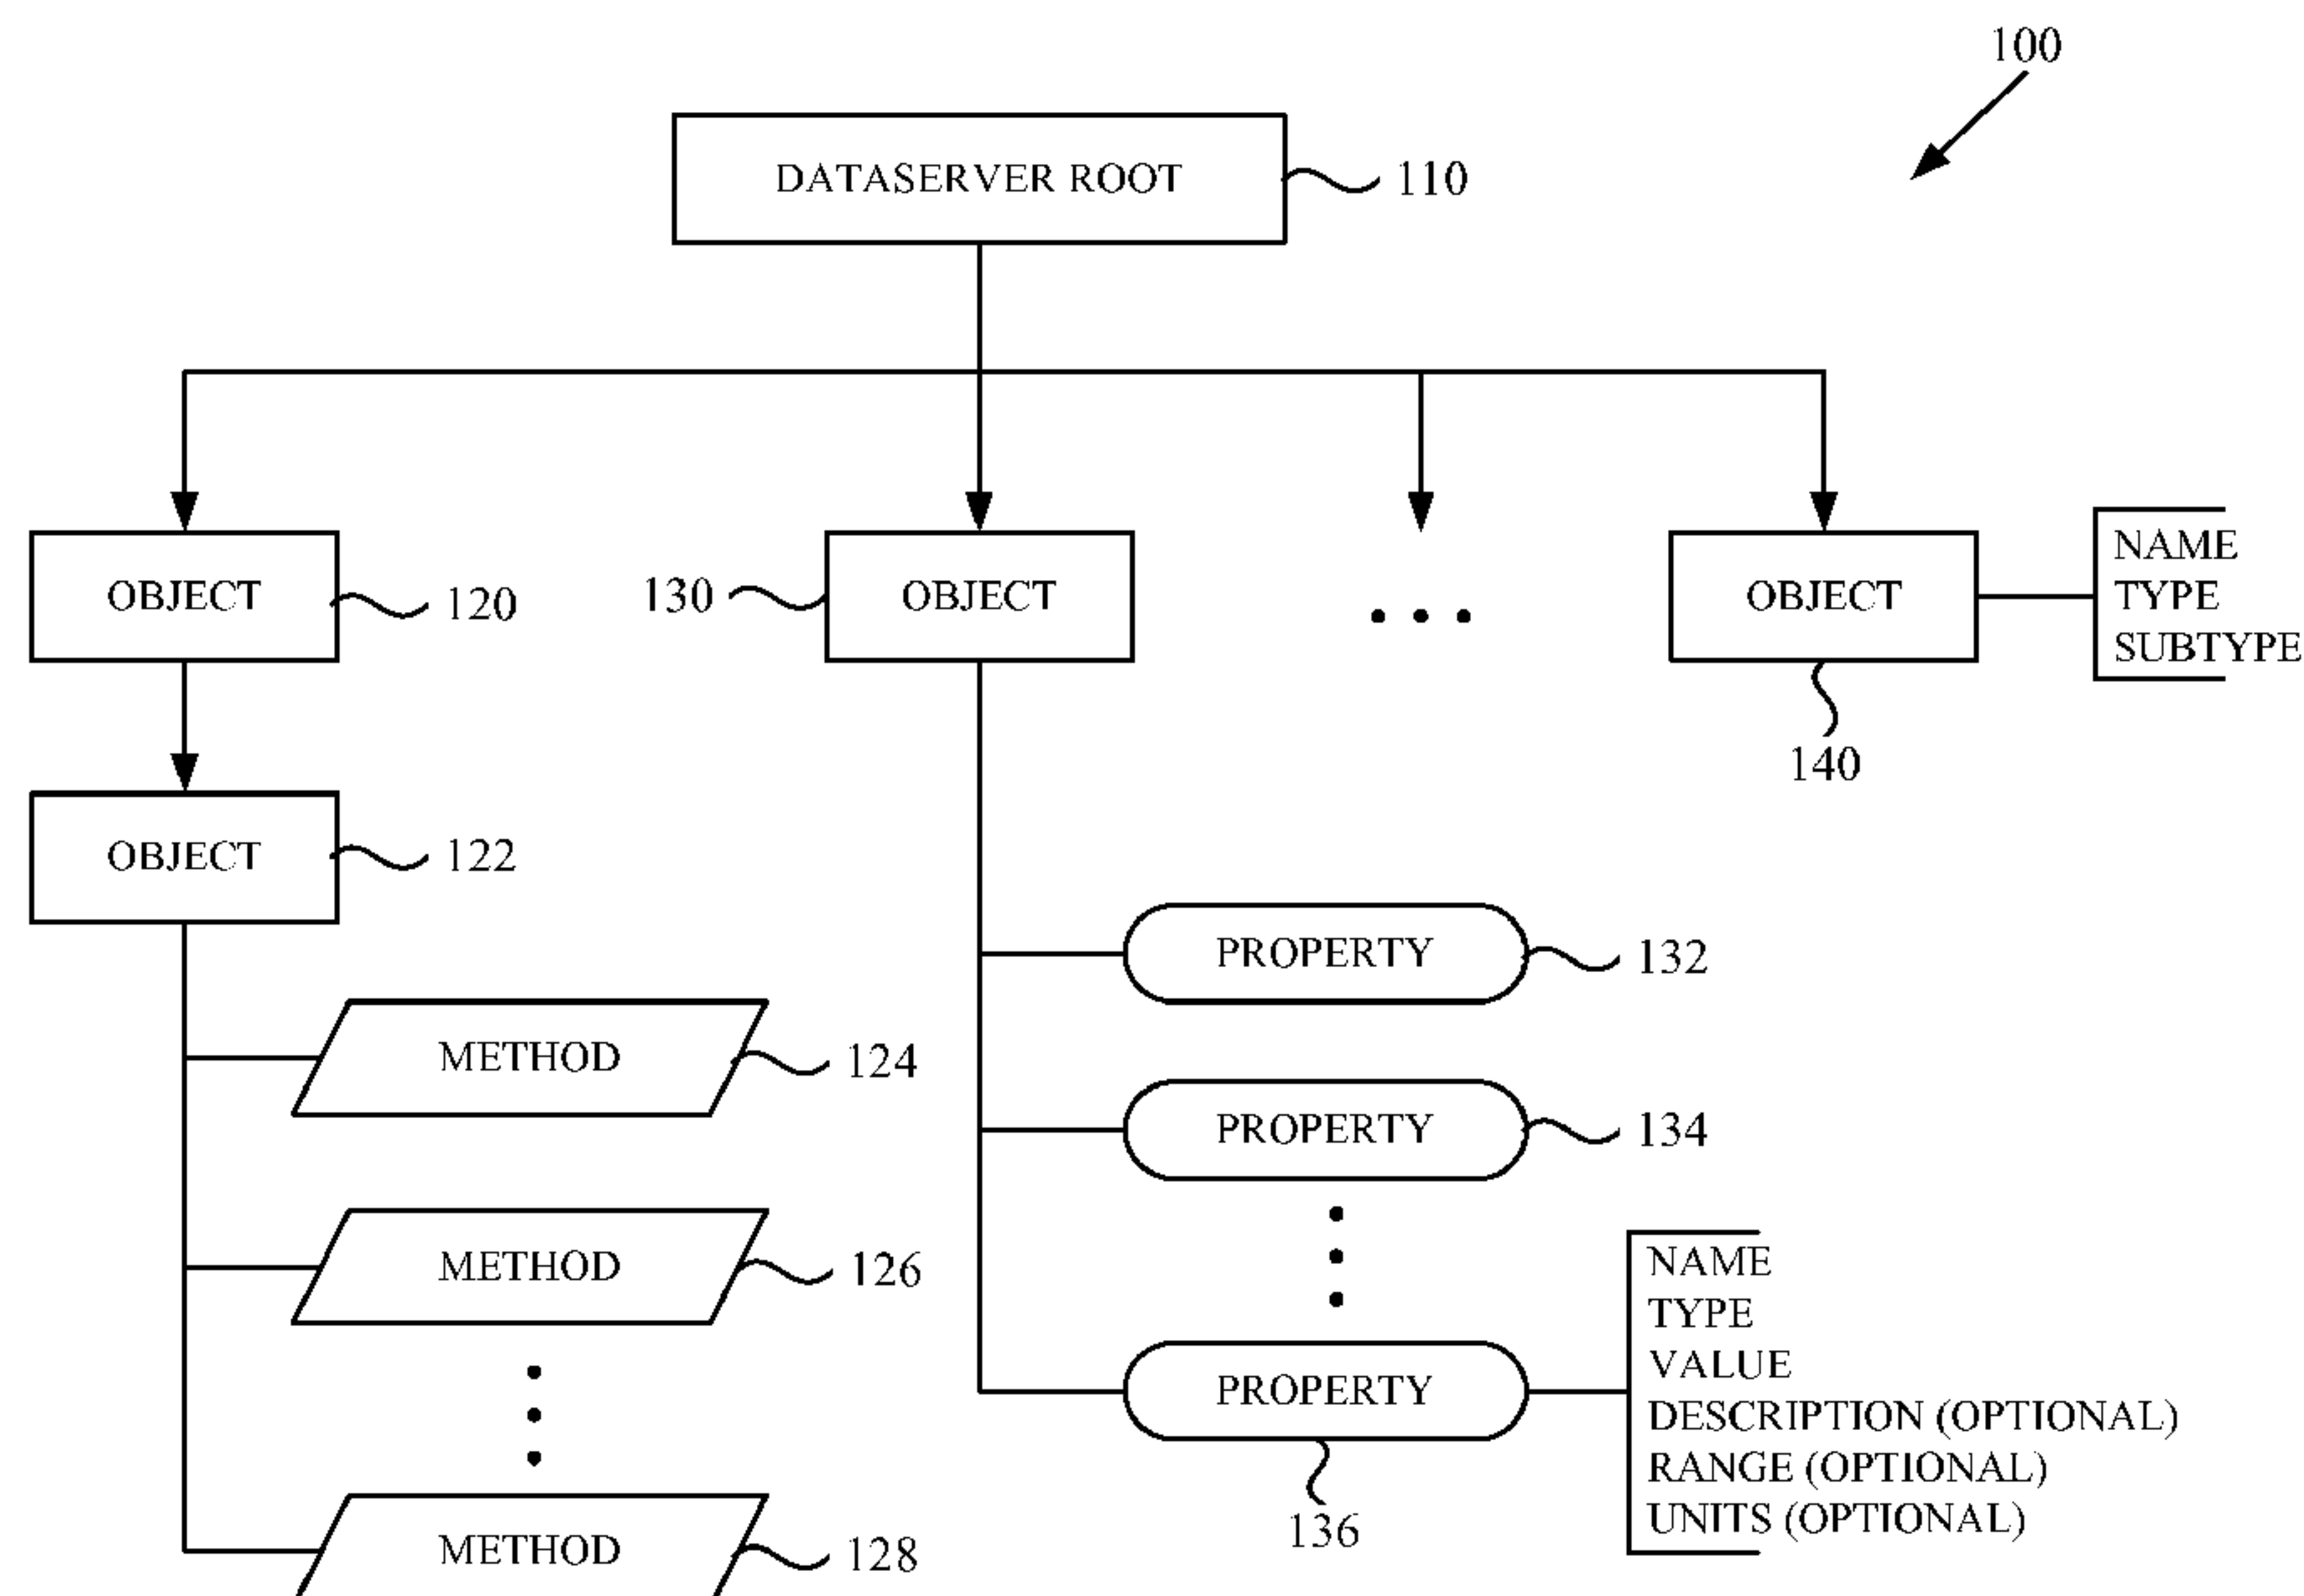 100
DATASERVER ROOT
110
OBJECT
120
130
OBJECT
OBJECT
NAME
TYPE
SUBTYPE
140
OBJECT
122
PROPERTY
132
METHOD
124
PROPERTY
134
METHOD
126
PROPERTY
136
NAME
TYPE
VALUE
DESCRIPTION (OPTIONAL)
RANGE (OPTIONAL)
UNITS (OPTIONAL)
METHOD
128